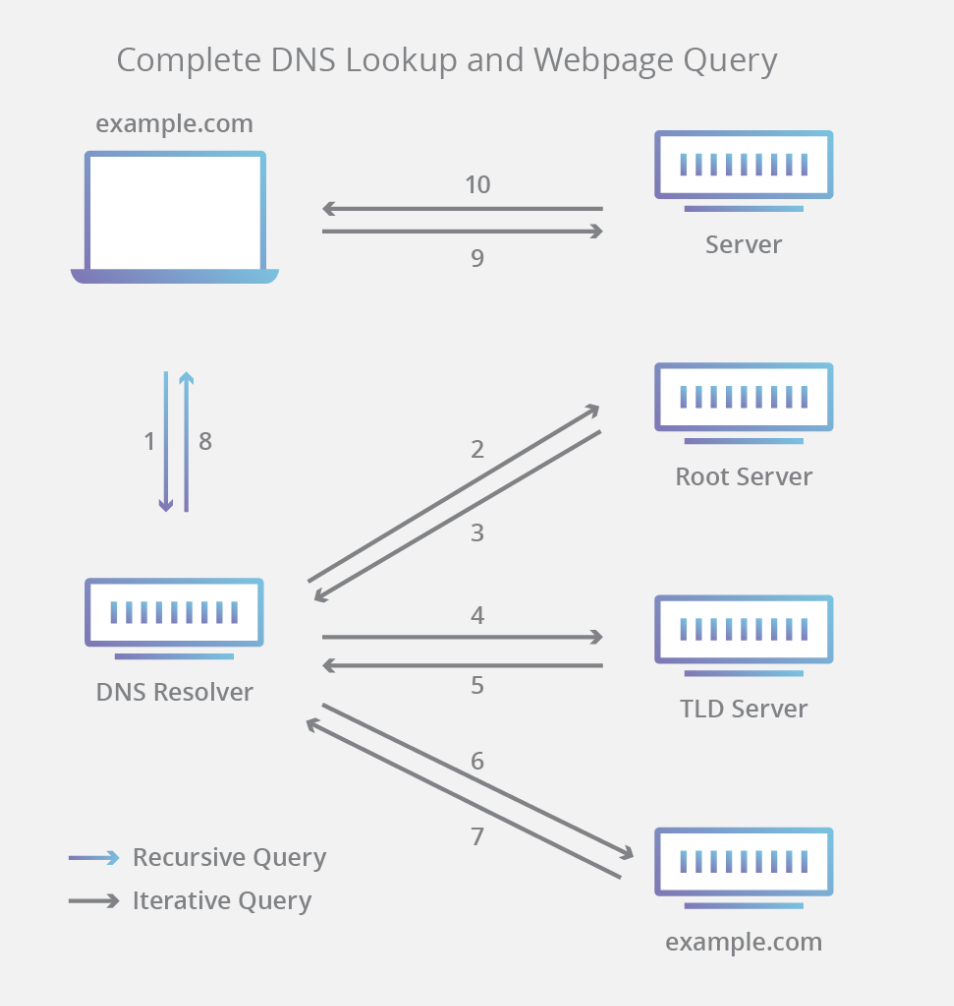 Complete DNS Lookup and Webpage Query
example.com
10
9
Server
1
8
2
3
Root Server
DNS Resolver
4
5
TLD Server
6
7
Recursive Query
Iterative Query
example.com